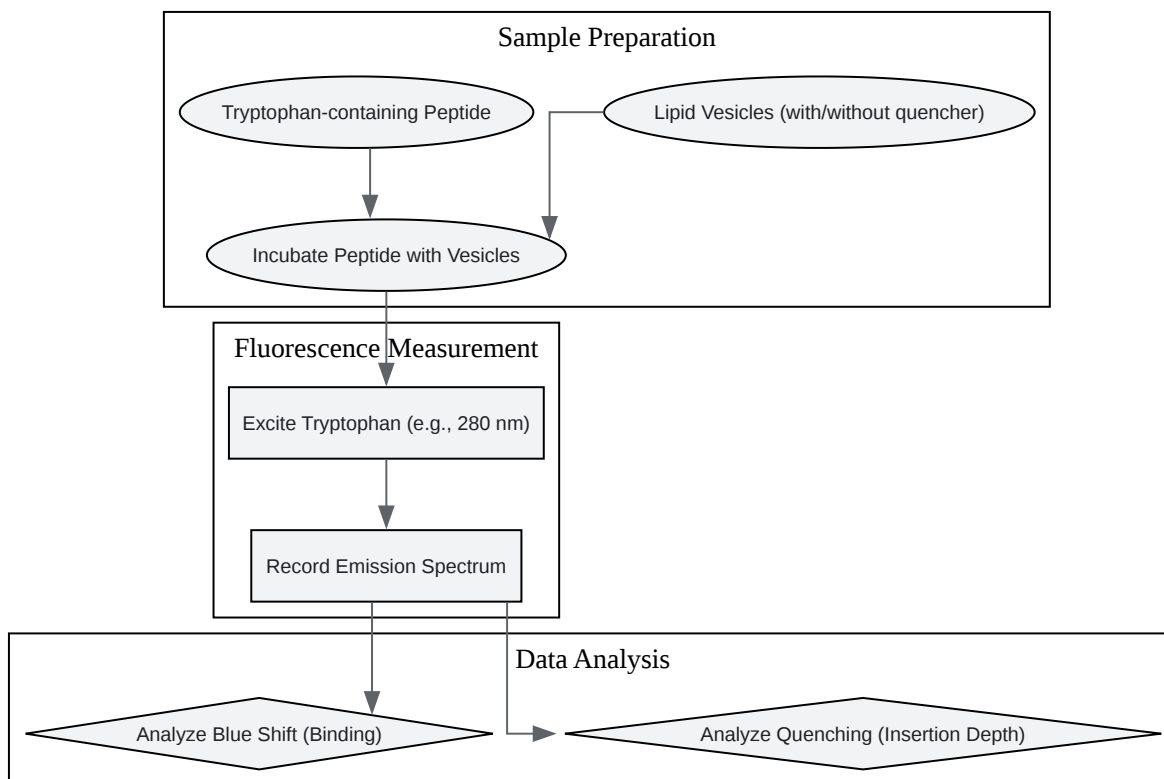 Sample Preparation
Tryptophan-containing Peptide
Lipid Vesicles (with/without quencher)
Incubate Peptide with Vesicles
Fluorescence Measurement
Excite Tryptophan (e.g., 280 nm)
Record Emission Spectrum
Data Analysis
Analyze Blue Shift (Binding)
Analyze Quenching (Insertion Depth)